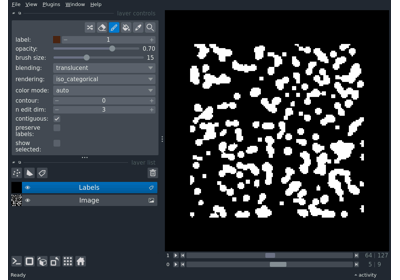 File View Plugins Window Help
layer controls
label: 1
opacity: 0.70
brush size: 15
blending: translucent
rendering: iso_categorical
color mode: auto
contour: 0
n edit dim: 3
contiguous:
preserve
labels:
show
selected:
layer list
Labels
Image
1 64 127
0 5 9
Ready activity